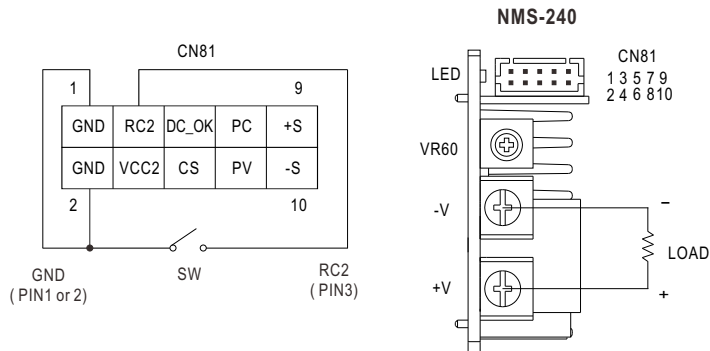 NMS-240
CN81
1 9
GND RC2 DC_OK PC +S
GND VCC2 CS PV -S
2 10
GND
( PIN1 or 2)
SW
RC2
( PIN3)
LED
CN81
1 3 5 7 9
2 4 6 8 10
VR60
-V
+V
−
LOAD
+